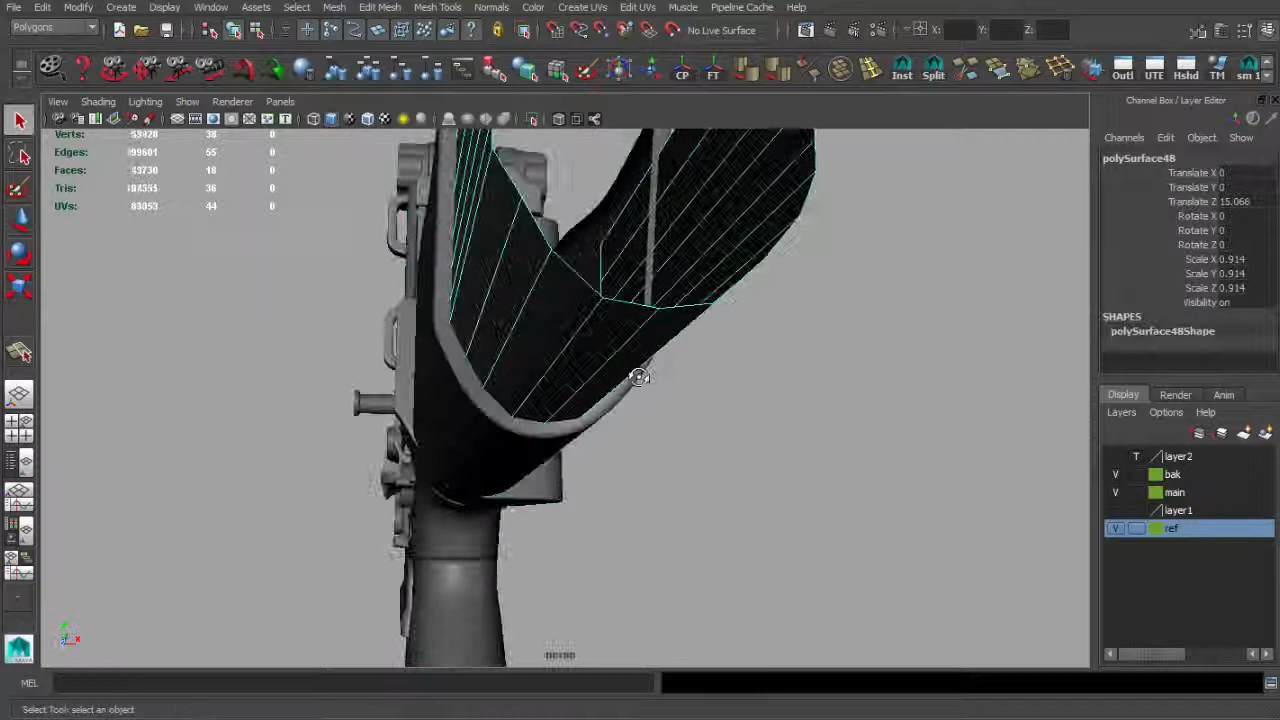 File Edit Modify Create Display Window Assets Select Mesh Edit Mesh Mesh Tools Normals Color Create UVs Edit UVs Muscle Pipeline Cache Help
Polygons
No Live Surface
X:
Y:
Z:
CP FT Inst Split Outl UTE Hshd TM sm 1
View Shading Lighting Show Renderer Panels
Channel Box / Layer Editor
Channels Edit Object Show
Verts: 38 0
Edges: 55 0
Faces: 18 0
Tris: 36 0
UVs: 83053 44 0
polySurface48
Translate X 0
Translate Y 0
Translate Z 15.066
Rotate X 0
Rotate Y 0
Rotate Z 0
Scale X 0.914
Scale Y 0.914
Scale Z 0.914
Visibility on
SHAPES
polySurface48Shape
Display Render Anim
Layers Options Help
T layer2
V bak
V main
layer1
V ref
persp
MEL
Select Tool: select an object